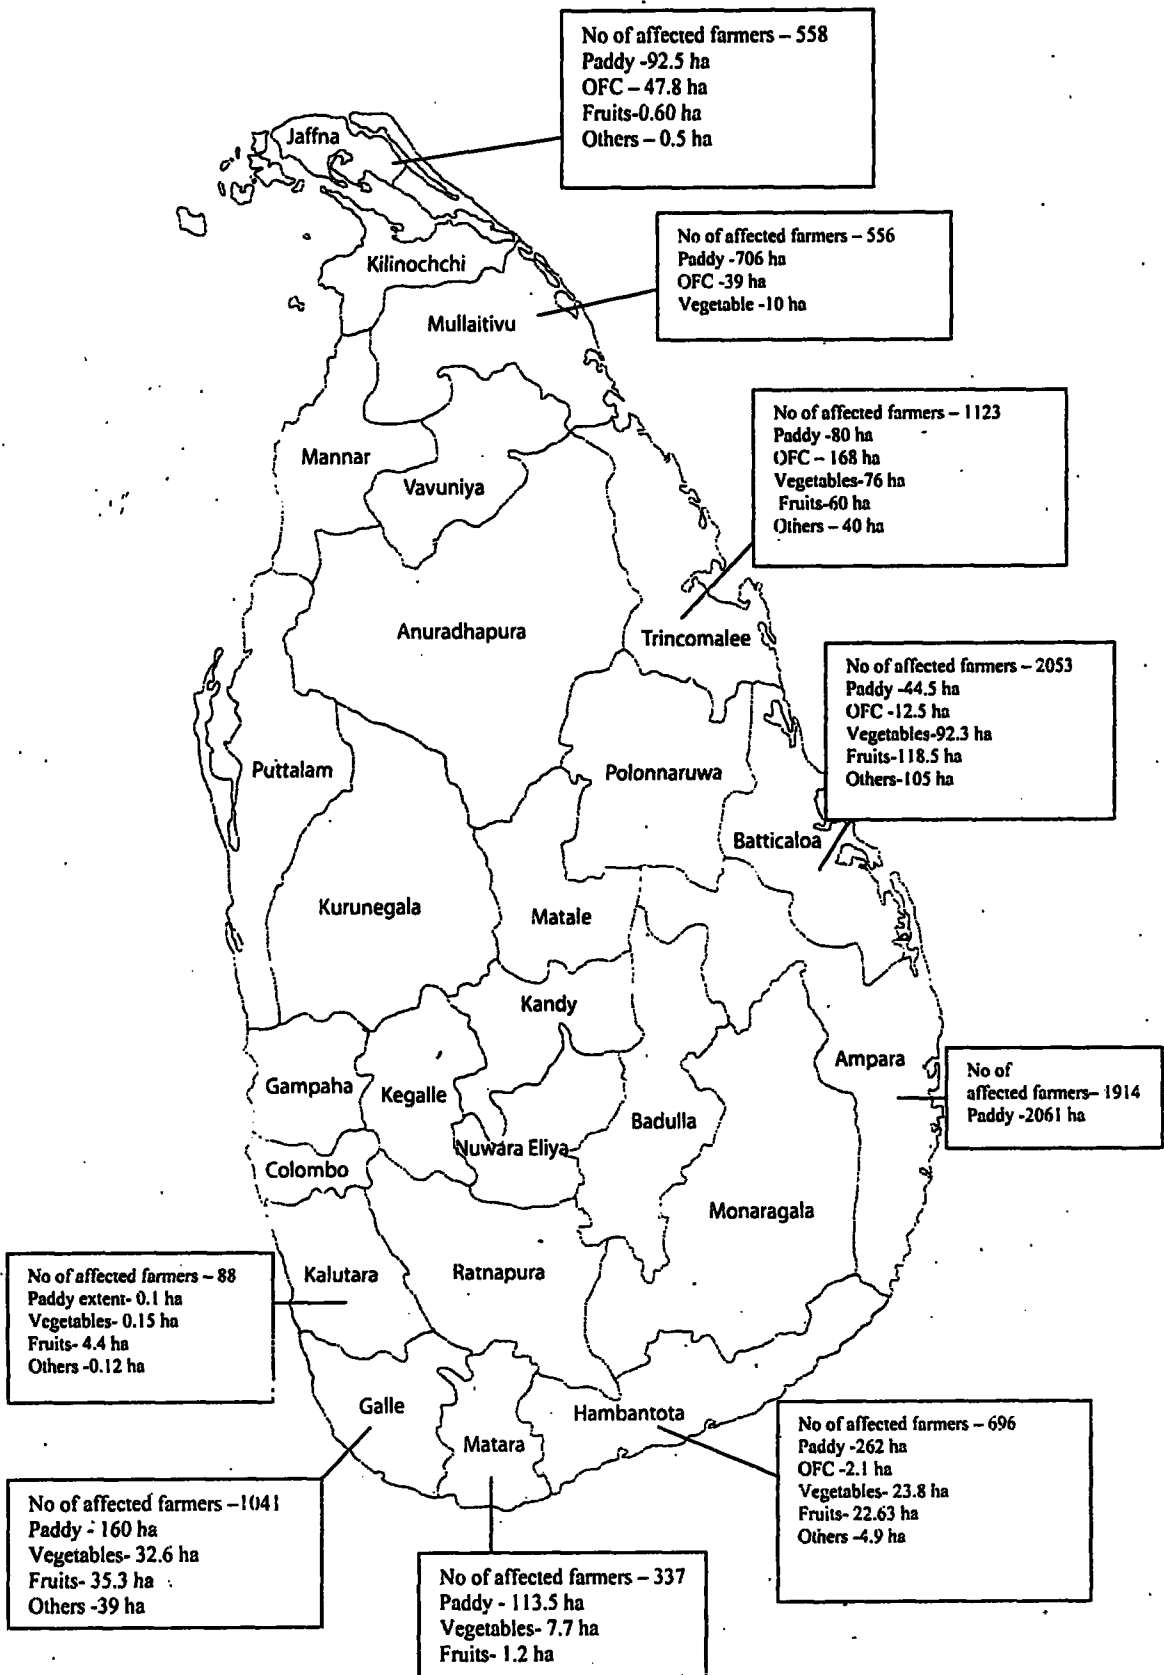 No of affected farmers – 558
Paddy -92.5 ha
OFC – 47.8 ha
Fruits-0.60 ha
Others – 0.5 ha
Jaffna
No of affected farmers – 556
Paddy -706 ha
OFC -39 ha
Vegetable -10 ha
Kilinochchi
Mullaitivu
No of affected farmers – 1123
Paddy -80 ha
OFC – 168 ha
Vegetables-76 ha
Fruits-60 ha
Others – 40 ha
Mannar
Vavuniya
Anuradhapura
Trincomalee
No of affected farmers – 2053
Paddy -44.5 ha
OFC -12.5 ha
Vegetables-92.3 ha
Fruits-118.5 ha
Others-105 ha
Puttalam
Polonnaruwa
Batticaloa
Kurunegala
Matale
Kandy
Ampara
No of
affected farmers– 1914
Paddy -2061 ha
Gampaha
Kegalle
Badulla
Nuwara Eliya
Colombo
Monaragala
No of affected farmers – 88
Paddy extent- 0.1 ha
Vegetables- 0.15 ha
Fruits- 4.4 ha
Others -0.12 ha
Kalutara
Ratnapura
Galle
Hambantota
Matara
No of affected farmers – 696
Paddy -262 ha
OFC -2.1 ha
Vegetables- 23.8 ha
Fruits- 22.63 ha
Others -4.9 ha
No of affected farmers –1041
Paddy - 160 ha
Vegetables- 32.6 ha
Fruits- 35.3 ha
Others -39 ha
No of affected farmers – 337
Paddy - 113.5 ha
Vegetables- 7.7 ha
Fruits- 1.2 ha